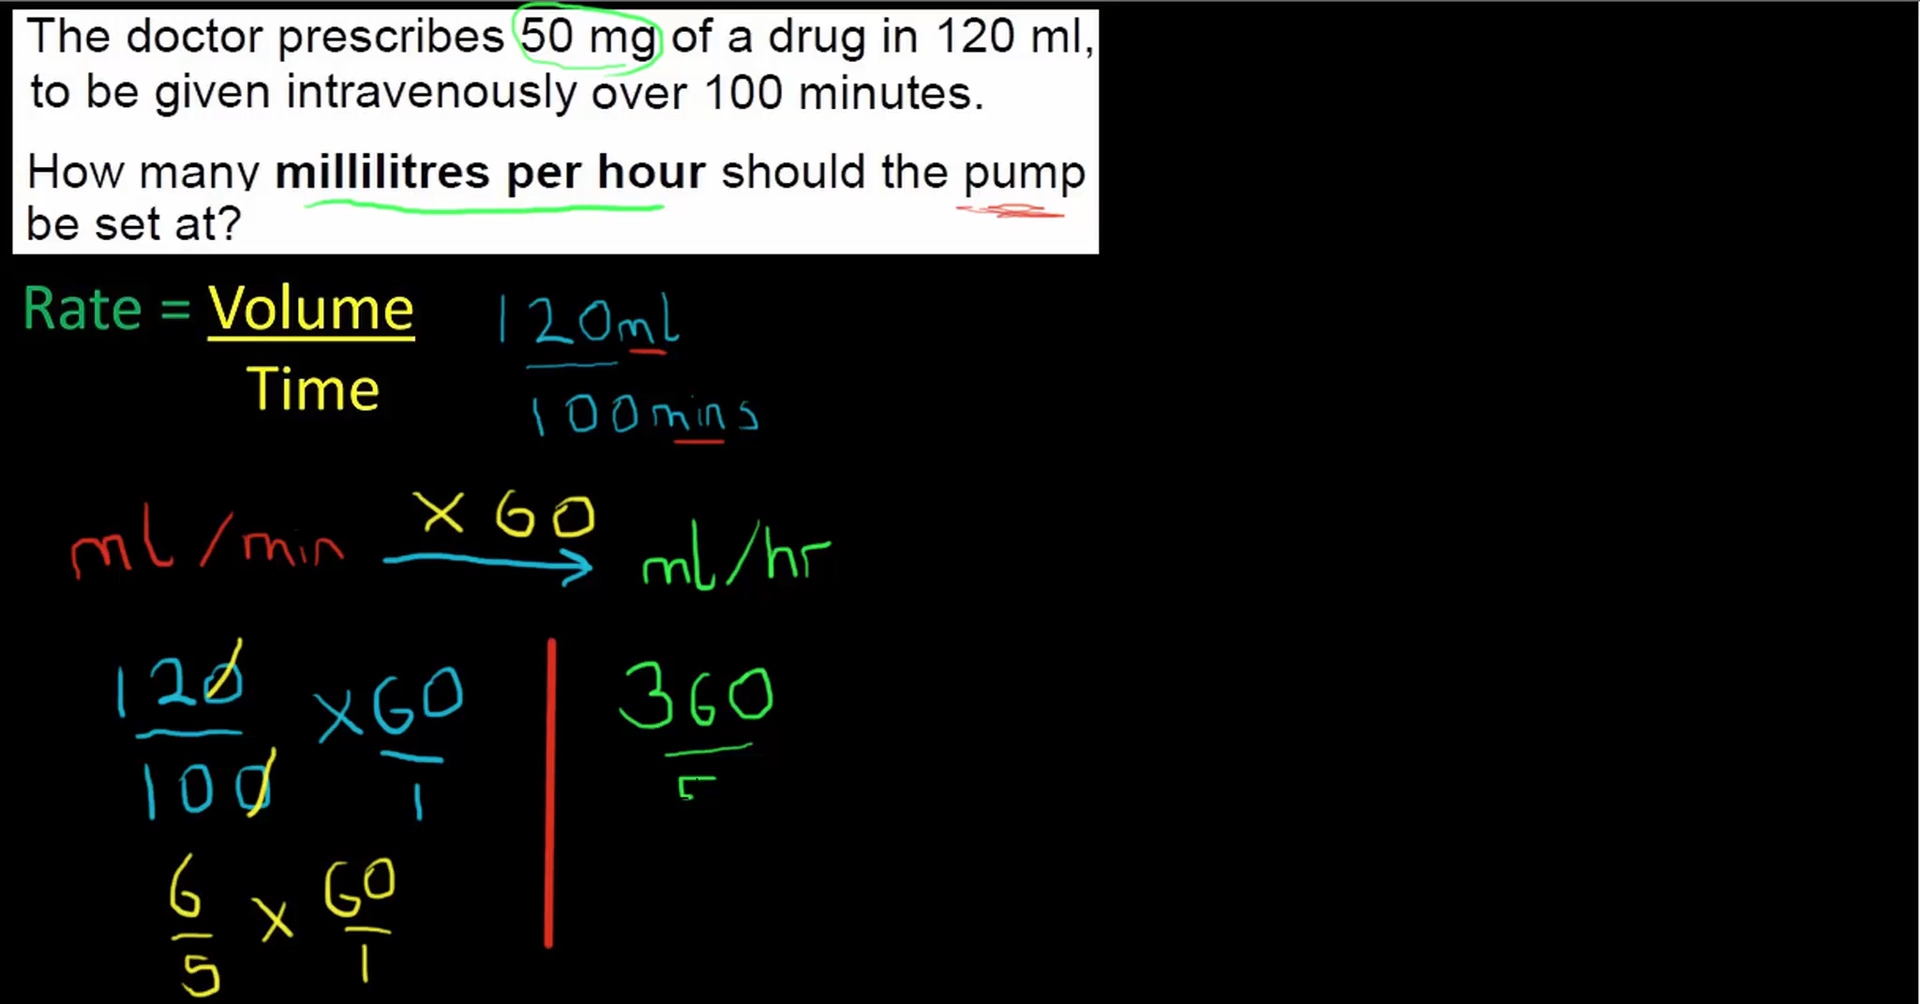 The doctor prescribes 50 mg of a drug in 120 ml,
to be given intravenously over 100 minutes.
How many millilitres per hour should the pump
be set at?
Rate = Volume
Time
120ml
100mins
ml/min
x 60
ml/hr
120
100
x 60
1
6
5
x 60
1
360
5